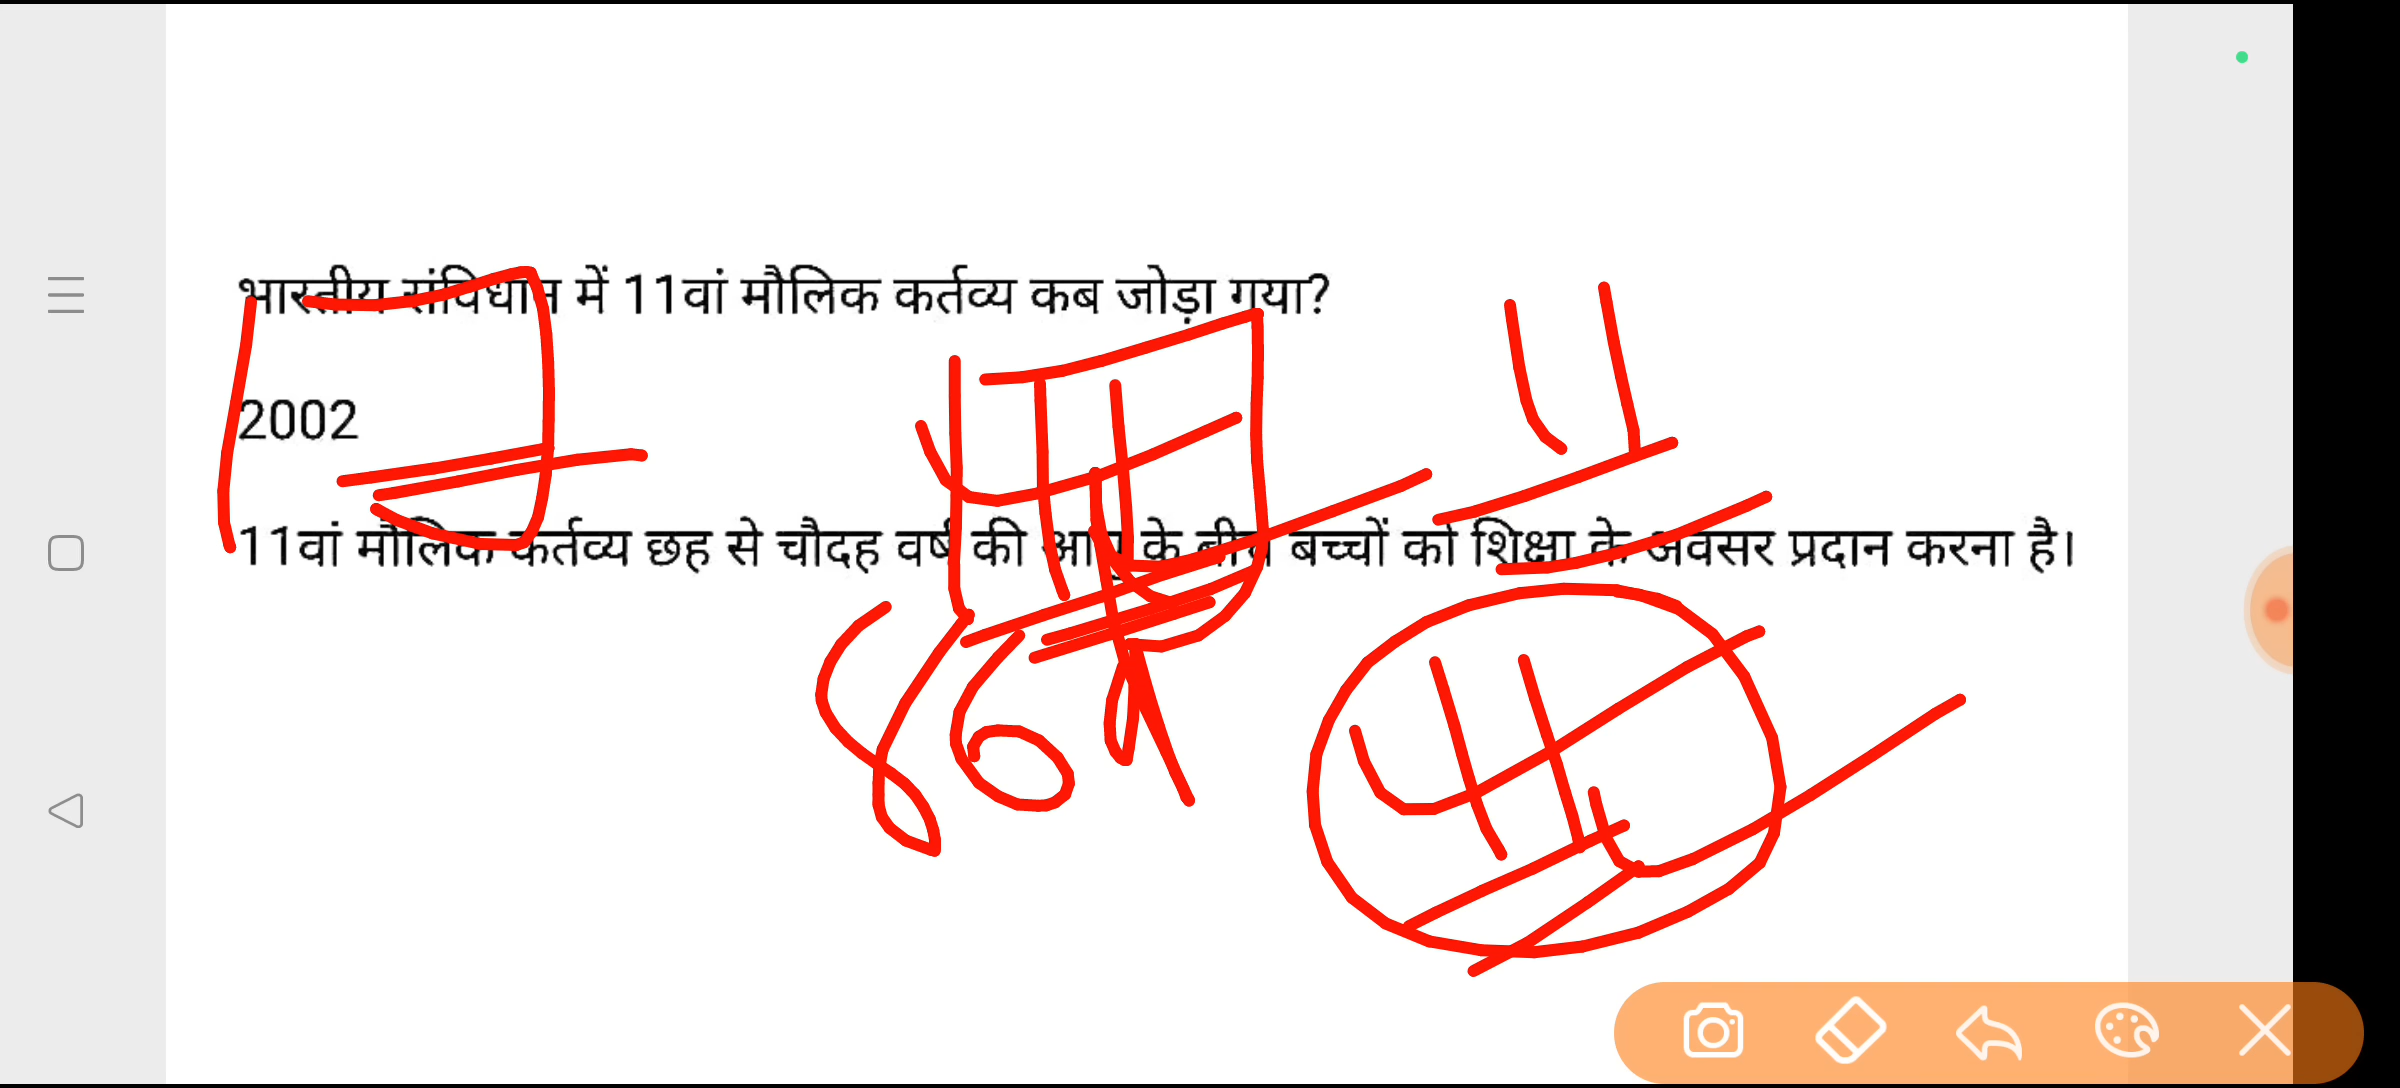 भारतीय संविधान में 11वां मौलिक कर्तव्य कब जोड़ा गया?
2002
11वां मौलिक कर्तव्य छह से चौदह वर्ष की आयु के बीच बच्चों को शिक्षा के अवसर प्रदान करना है।